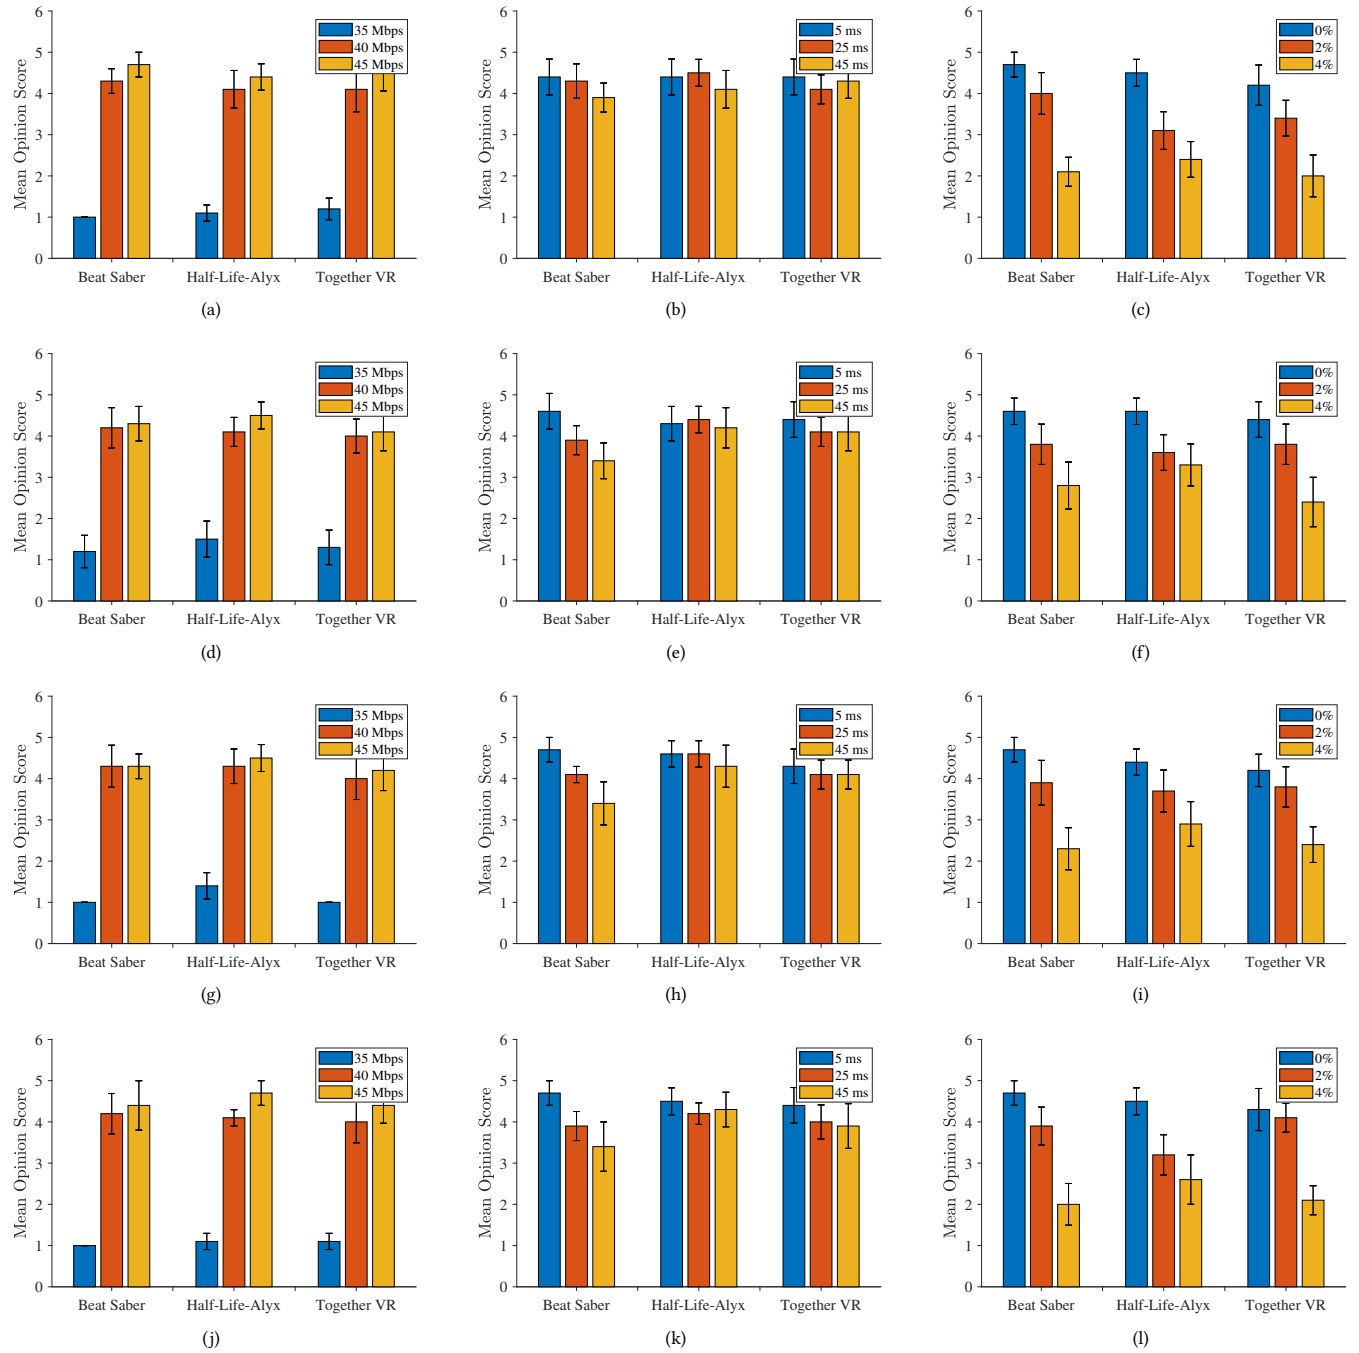 6
5
4
3
2
1
0
Mean Opinion Score
35 Mbps
40 Mbps
45 Mbps
Beat Saber Half-Life-Alyx Together VR
(a)
6
5
4
3
2
1
0
Mean Opinion Score
5 ms
25 ms
45 ms
Beat Saber Half-Life-Alyx Together VR
(b)
6
5
4
3
2
1
0
Mean Opinion Score
0%
2%
4%
Beat Saber Half-Life-Alyx Together VR
(c)
6
5
4
3
2
1
0
Mean Opinion Score
35 Mbps
40 Mbps
45 Mbps
Beat Saber Half-Life-Alyx Together VR
(d)
6
5
4
3
2
1
0
Mean Opinion Score
5 ms
25 ms
45 ms
Beat Saber Half-Life-Alyx Together VR
(e)
6
5
4
3
2
1
0
Mean Opinion Score
0%
2%
4%
Beat Saber Half-Life-Alyx Together VR
(f)
6
5
4
3
2
1
0
Mean Opinion Score
35 Mbps
40 Mbps
45 Mbps
Beat Saber Half-Life-Alyx Together VR
(g)
6
5
4
3
2
1
0
Mean Opinion Score
5 ms
25 ms
45 ms
Beat Saber Half-Life-Alyx Together VR
(h)
6
5
4
3
2
1
0
Mean Opinion Score
0%
2%
4%
Beat Saber Half-Life-Alyx Together VR
(i)
6
5
4
3
2
1
0
Mean Opinion Score
35 Mbps
40 Mbps
45 Mbps
Beat Saber Half-Life-Alyx Together VR
(j)
6
5
4
3
2
1
0
Mean Opinion Score
5 ms
25 ms
45 ms
Beat Saber Half-Life-Alyx Together VR
(k)
6
5
4
3
2
1
0
Mean Opinion Score
0%
2%
4%
Beat Saber Half-Life-Alyx Together VR
(l)